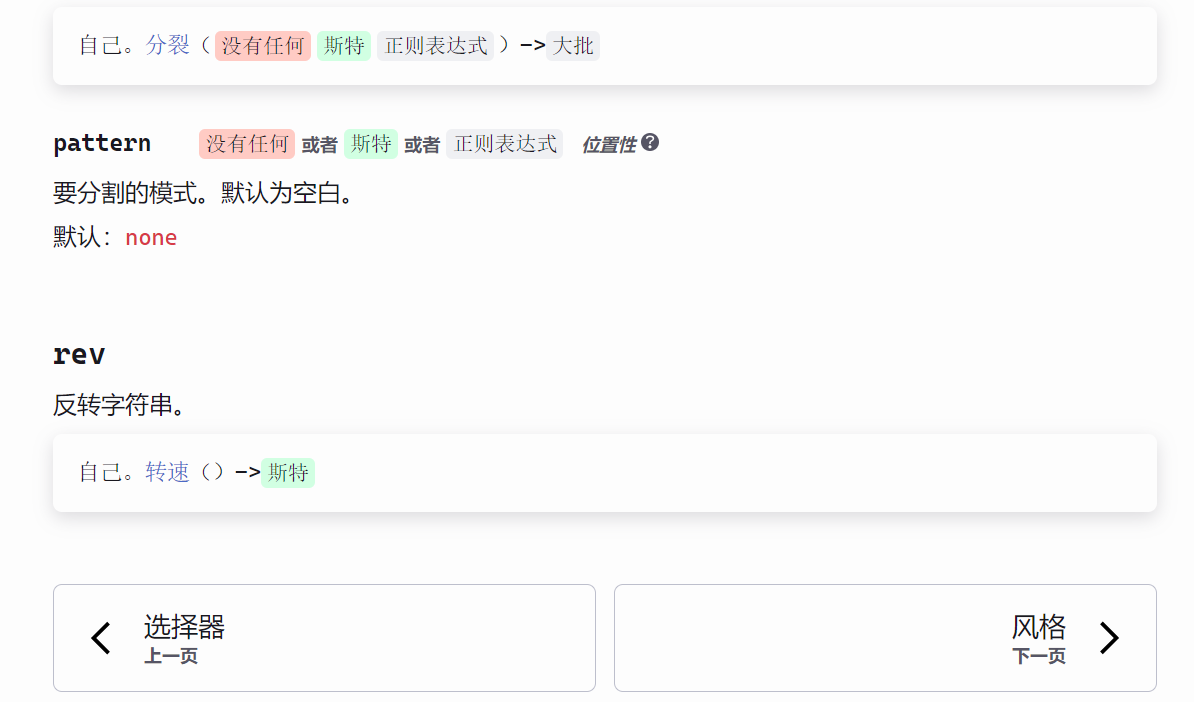 自己。分裂（没有任何 斯特 正则表达式）->大批
pattern 没有任何 或者 斯特 或者 正则表达式 位置性?
要分割的模式。默认为空白。
默认：none
rev
反转字符串。
自己。转速（）->斯特
选择器
上一页
风格
下一页